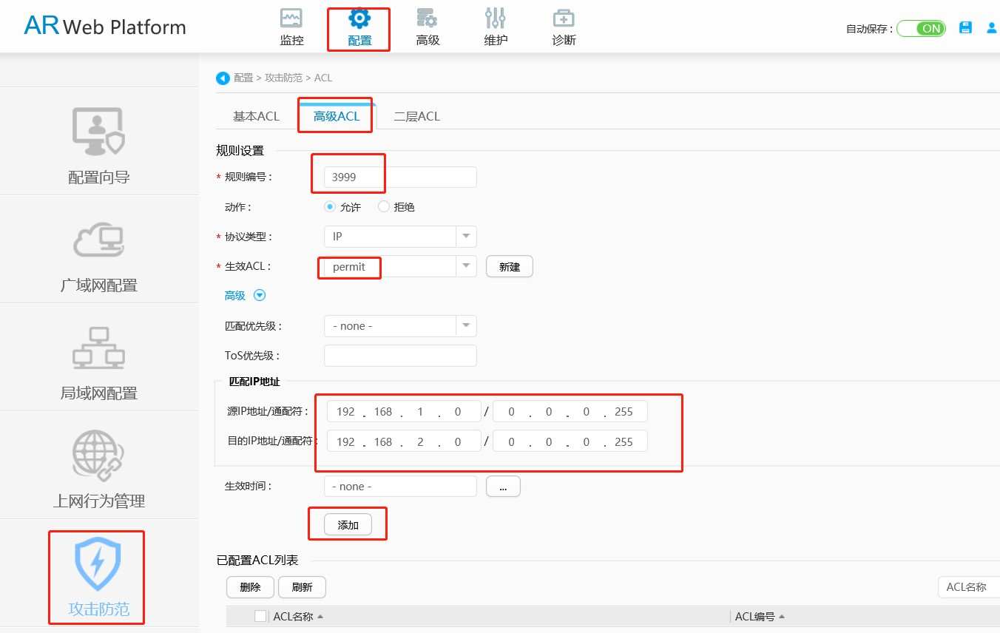 AR Web Platform
监控
配置
高级
维护
诊断
自动保存：
ON
配置 > 攻击防范 > ACL
配置向导
广域网配置
局域网配置
上网行为管理
攻击防范
基本ACL
高级ACL
二层ACL
规则设置
* 规则编号： 3999
动作： 允许 拒绝
* 协议类型： IP
* 生效ACL： permit 新建
高级
匹配优先级： - none -
ToS优先级：
匹配IP地址
源IP地址/通配符： 192 . 168 . 1 . 0 / 0 . 0 . 0 . 255
目的IP地址/通配符： 192 . 168 . 2 . 0 / 0 . 0 . 0 . 255
生效时间： - none - ...
添加
已配置ACL列表
删除 刷新 ACL名称
ACL名称 ACL编号